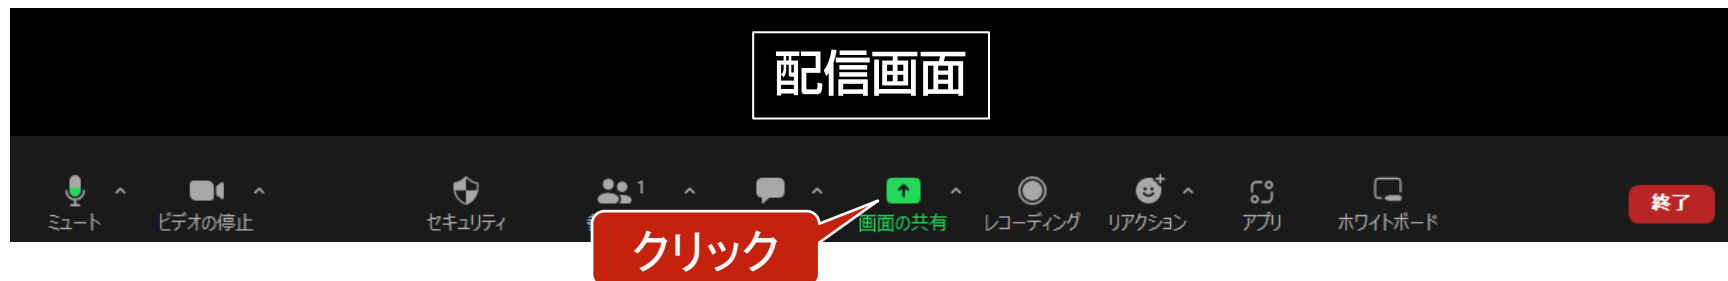 配信画面
1
ミュート
ビデオの停止
セキュリティ
画面の共有
レコーディング
リアクション
アプリ
ホワイトボード
終了
クリック